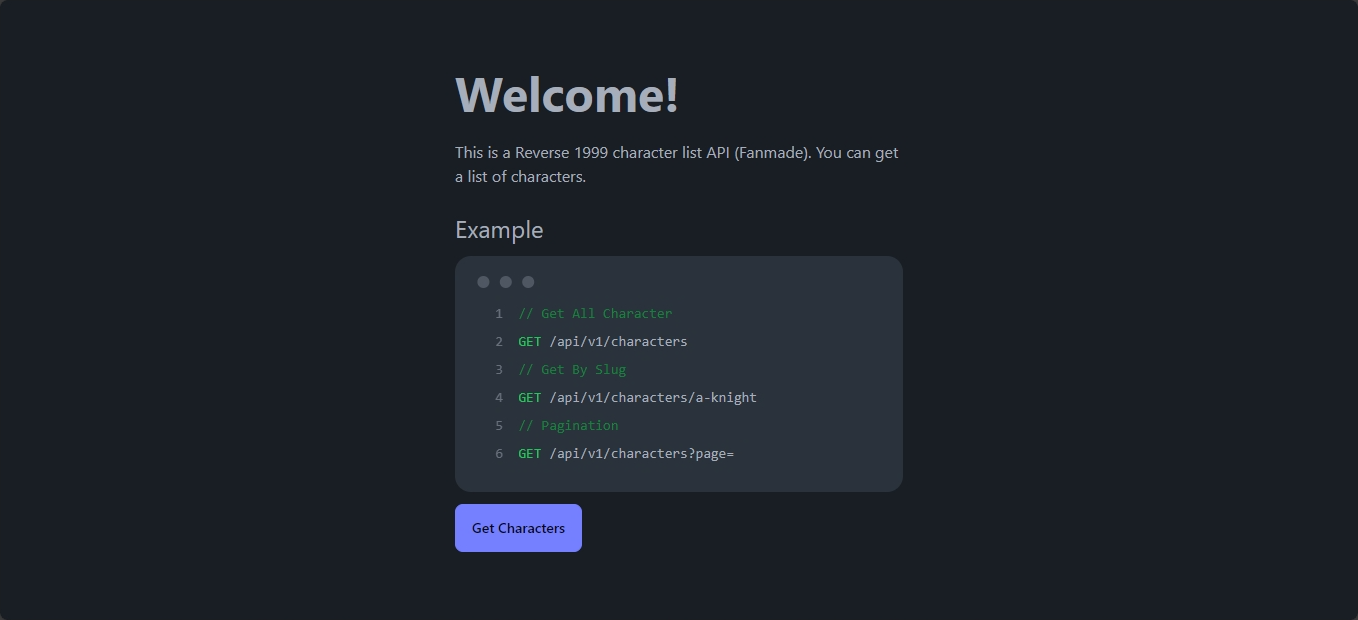 Welcome!
This is a Reverse 1999 character list API (Fanmade). You can get
a list of characters.
Example
1 // Get All Character
2 GET /api/v1/characters
3 // Get By Slug
4 GET /api/v1/characters/a-knight
5 // Pagination
6 GET /api/v1/characters?page=
Get Characters